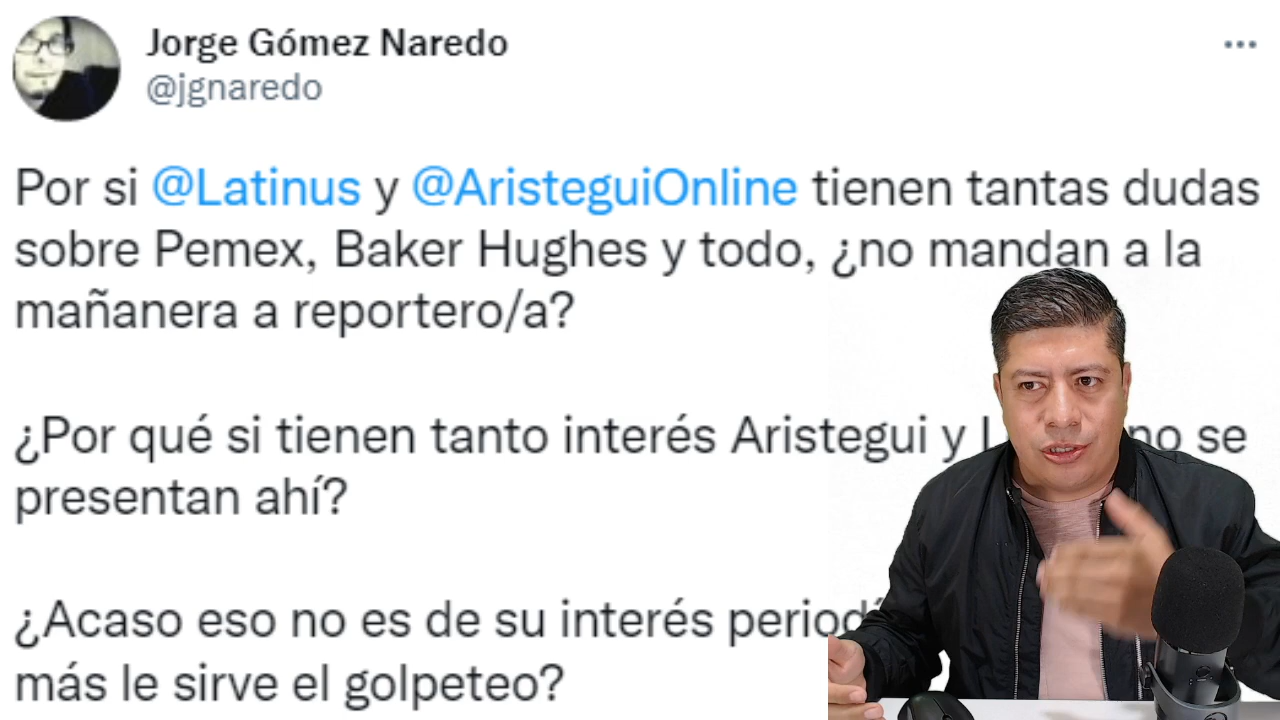 Jorge Gómez Naredo
@jgnaredo
Por si @Latinus y @AristeguiOnline tienen tantas dudas
sobre Pemex, Baker Hughes y todo, ¿no mandan a la
mañanera a reportero/a?
¿Por qué si tienen tanto interés Aristegui y no se
presentan ahí?
¿Acaso eso no es de su interés
más le sirve el golpeteo?